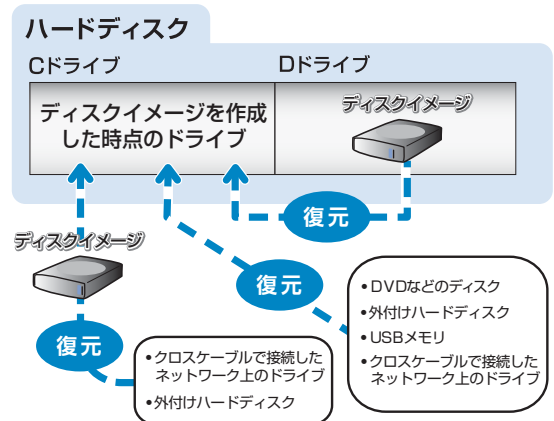 ハードディスク
Cドライブ
Dドライブ
ディスクイメージを作成
した時点のドライブ
ディスクイメージ
復元
ディスクイメージ
復元
復元
•DVDなどのディスク
•外付けハードディスク
•USBメモリ
•クロスケーブルで接続した
ネットワーク上のドライブ
•クロスケーブルで接続した
ネットワーク上のドライブ
•外付けハードディスク